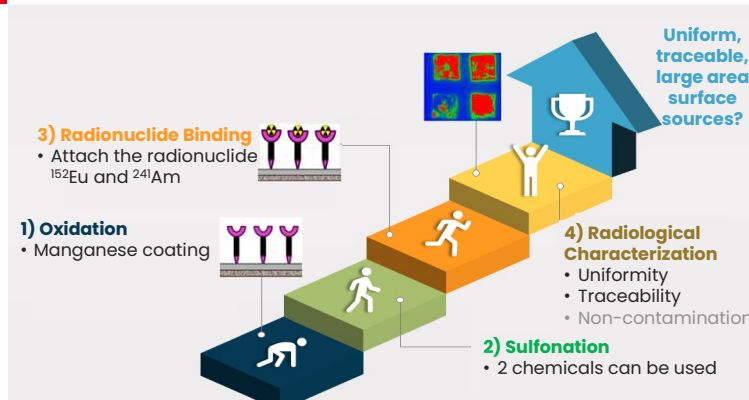 Uniform,
traceable,
large area
surface
sources?
3) Radionuclide Binding
• Attach the radionuclide
¹⁵²Eu and ²⁴¹Am
1) Oxidation
• Manganese coating
4) Radiological
Characterization
• Uniformity
• Traceability
• Non-contamination
2) Sulfonation
• 2 chemicals can be used